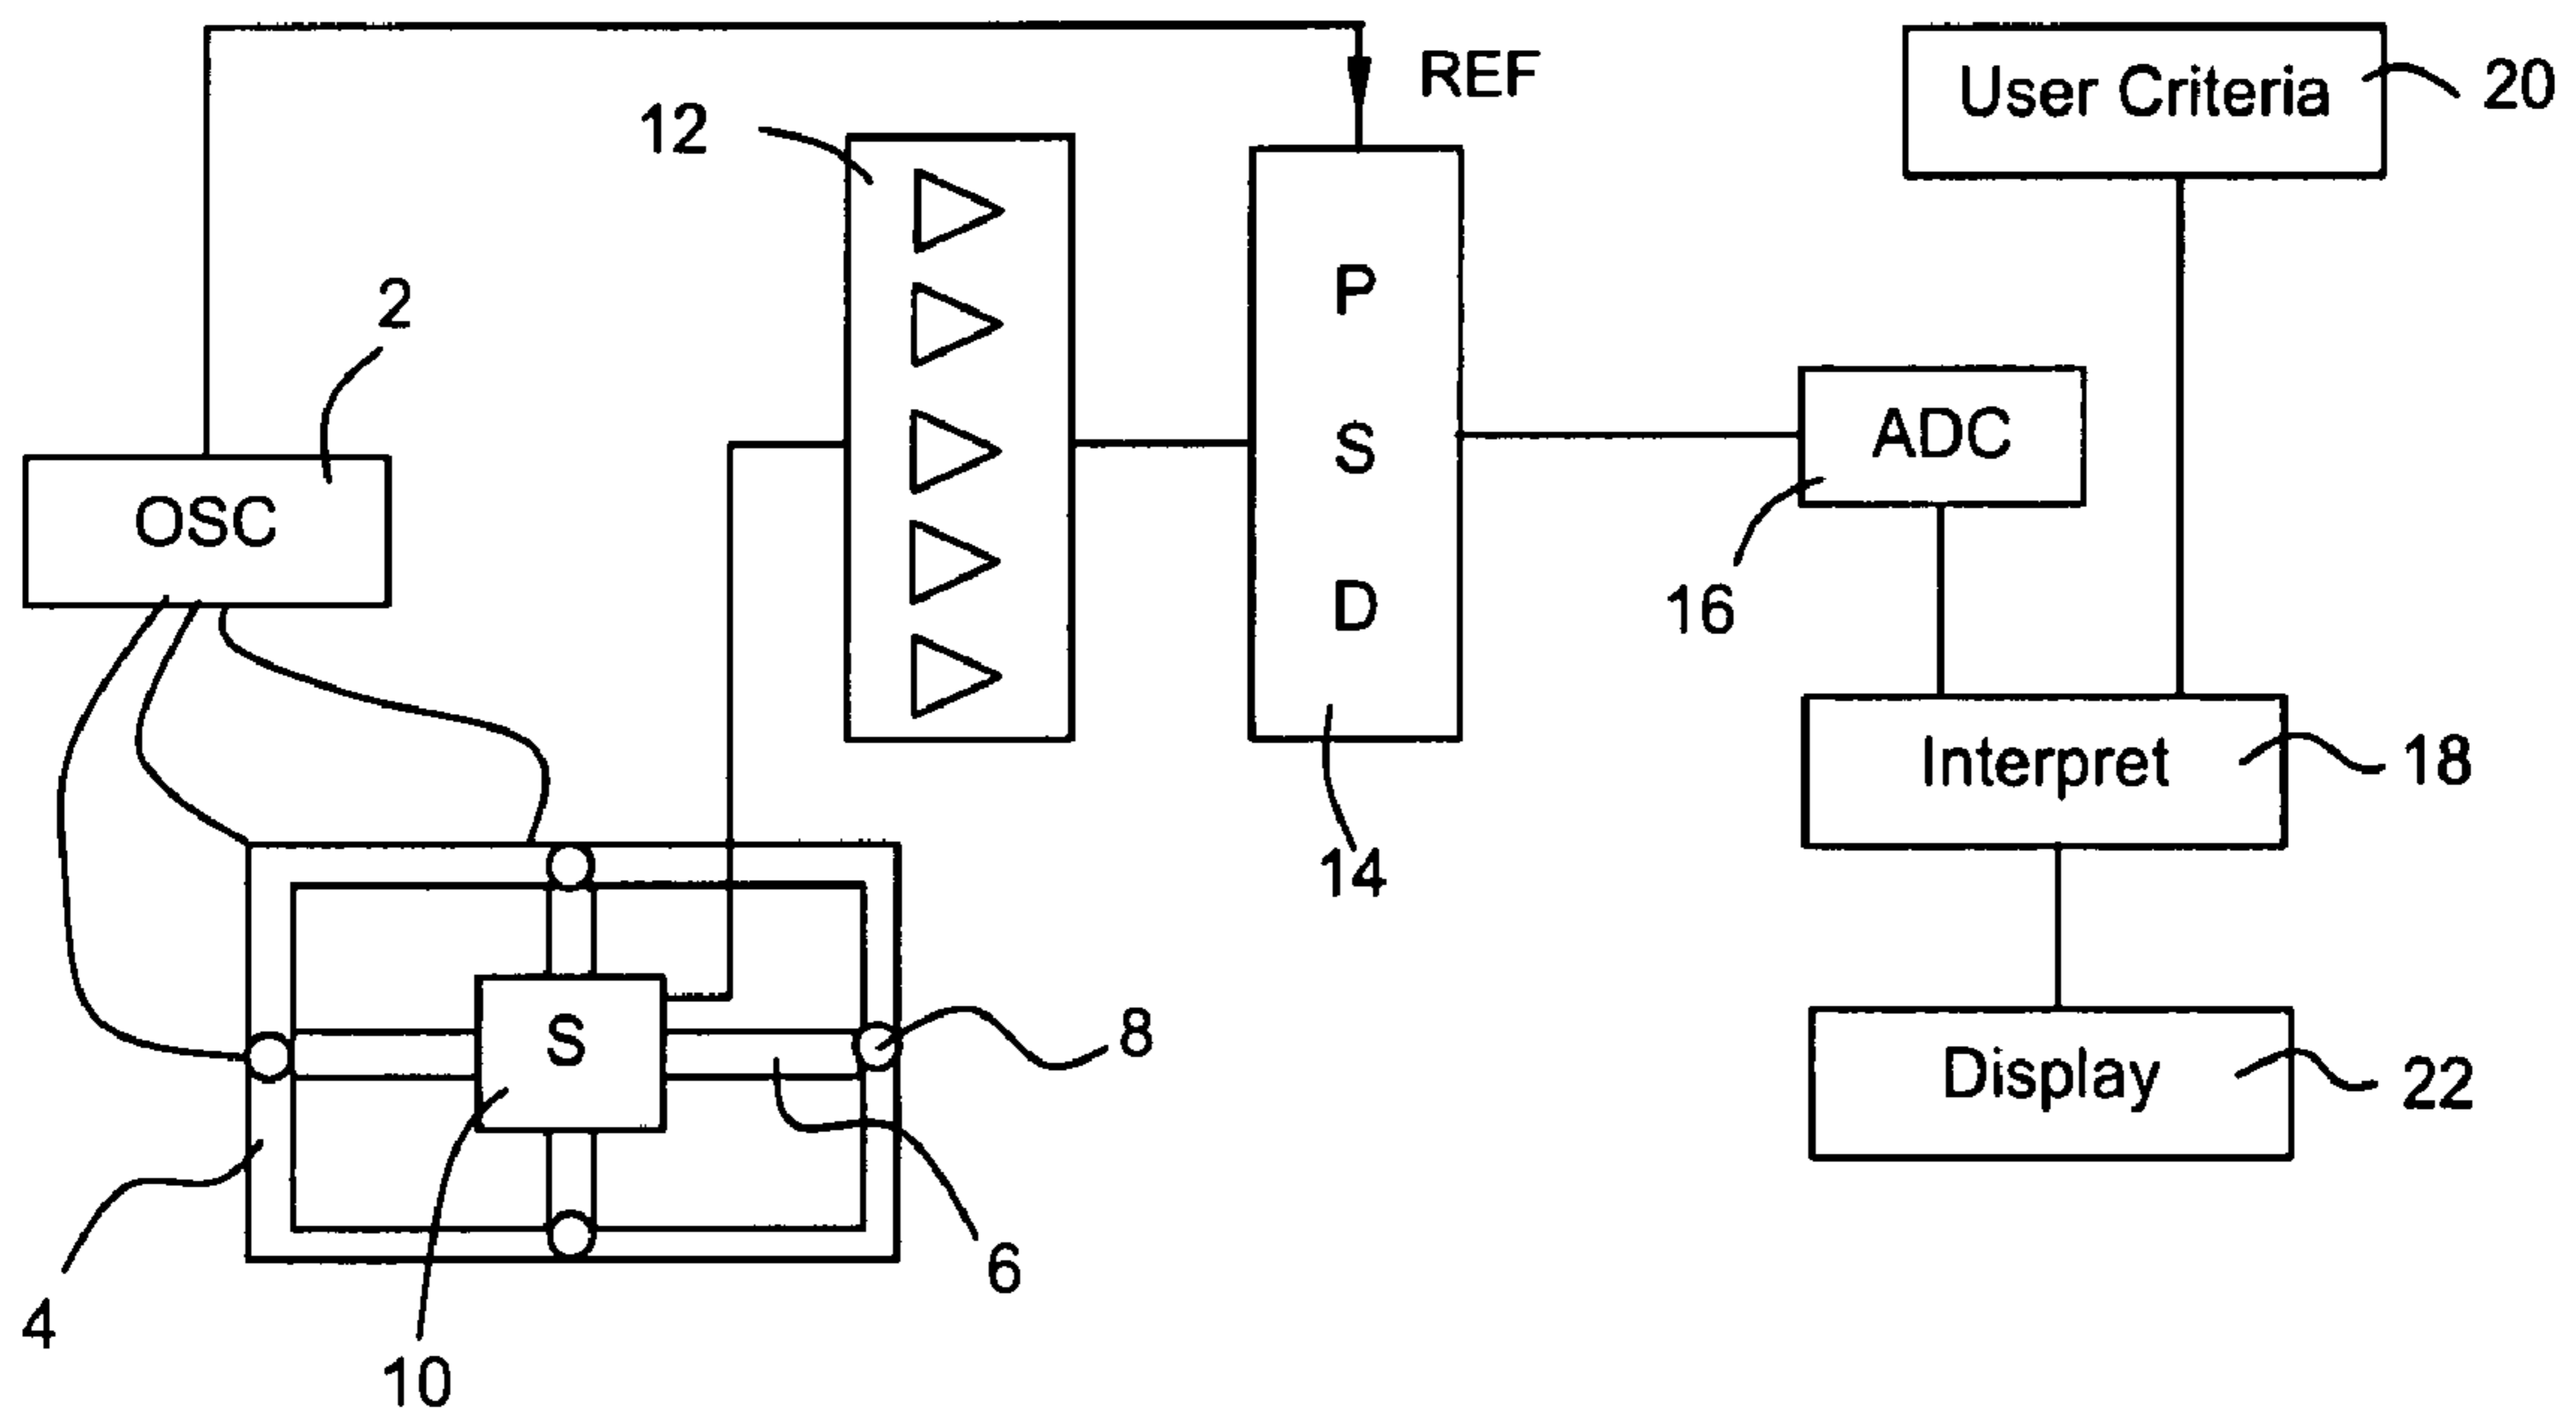 REF
User Criteria
20
12
2
P
S
D
ADC
OSC
16
Interpret
18
14
S
8
Display
22
6
4
10